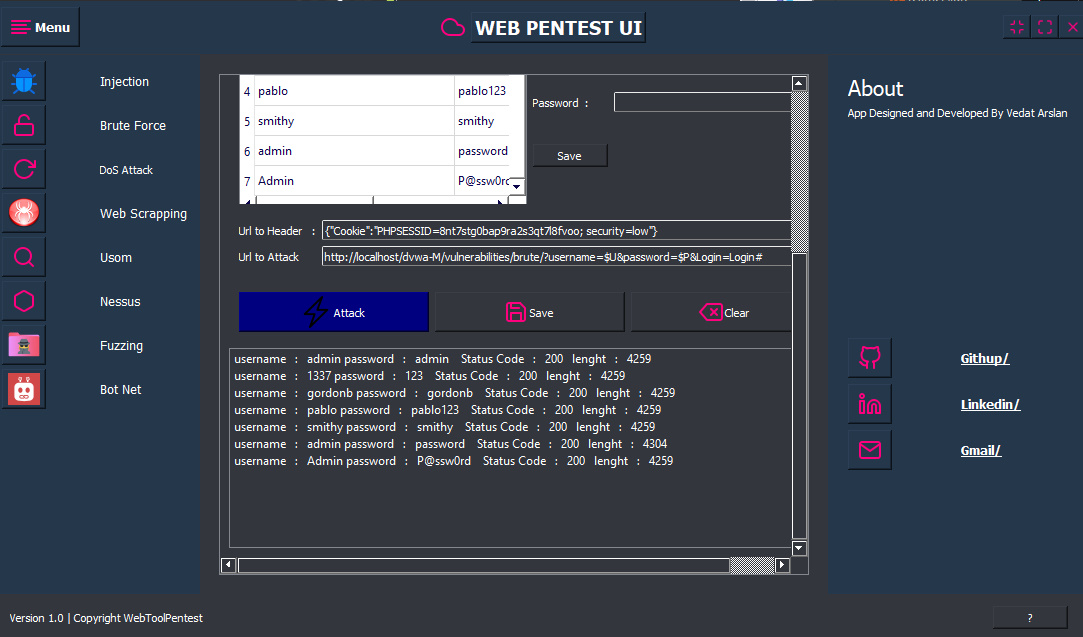 Menu
WEB PENTEST UI
Injection
Brute Force
DoS Attack
Web Scrapping
Usom
Nessus
Fuzzing
Bot Net
4 pablo pablo123
5 smithy smithy
6 admin password
7 Admin P@ssw0rd
Password :
Save
Url to Header : {"Cookie":"PHPSESSID=8nt7stg0bap9ra2s3qt7l8fvoo; security=low"}
Url to Attack http://localhost/dvwa-M/vulnerabilities/brute/?username=$U&password=$P&Login=Login#
Attack Save Clear
username : admin password : admin Status Code : 200 lenght : 4259
username : 1337 password : 123 Status Code : 200 lenght : 4259
username : gordonb password : gordonb Status Code : 200 lenght : 4259
username : pablo password : pablo123 Status Code : 200 lenght : 4259
username : smithy password : smithy Status Code : 200 lenght : 4259
username : admin password : password Status Code : 200 lenght : 4304
username : Admin password : P@ssw0rd Status Code : 200 lenght : 4259
About
App Designed and Developed By Vedat Arslan
Githup/
Linkedin/
Gmail/
Version 1.0 | Copyright WebToolPentest
?